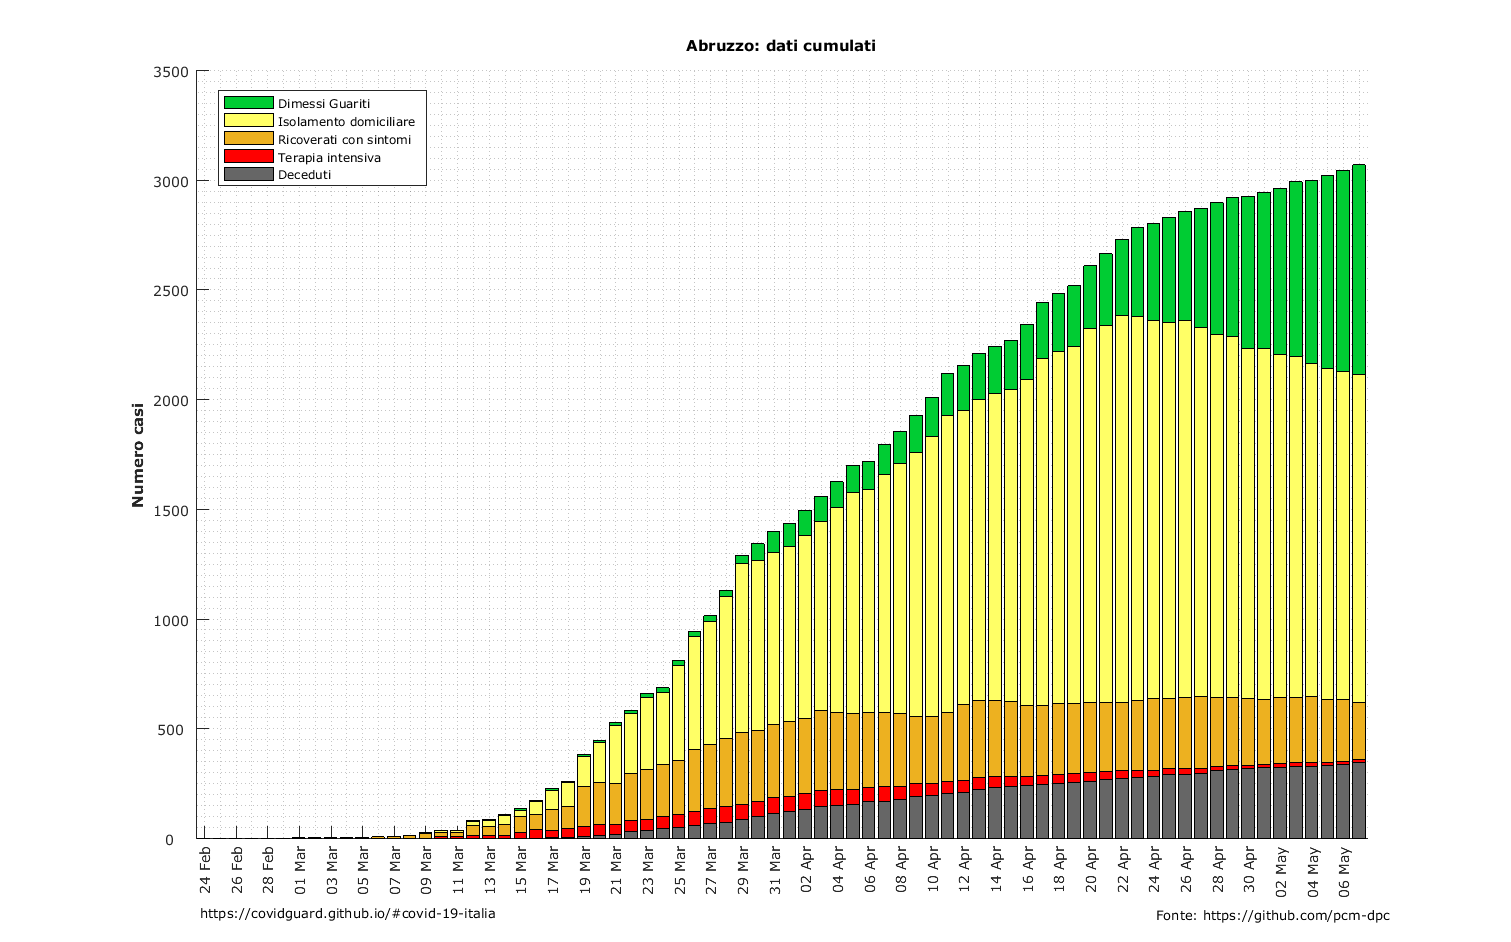 Abruzzo: dati cumulati
3500
3000
2500
2000
1500
1000
500
0
Numero casi
Dimessi Guariti
Isolamento domiciliare
Ricoverati con sintomi
Terapia intensiva
Deceduti
24 Feb
26 Feb
28 Feb
01 Mar
03 Mar
05 Mar
07 Mar
09 Mar
11 Mar
13 Mar
15 Mar
17 Mar
19 Mar
21 Mar
23 Mar
25 Mar
27 Mar
29 Mar
31 Mar
02 Apr
04 Apr
06 Apr
08 Apr
10 Apr
12 Apr
14 Apr
16 Apr
18 Apr
20 Apr
22 Apr
24 Apr
26 Apr
28 Apr
30 Apr
02 May
04 May
06 May
https://covidguard.github.io/#covid-19-italia
Fonte: https://github.com/pcm-dpc